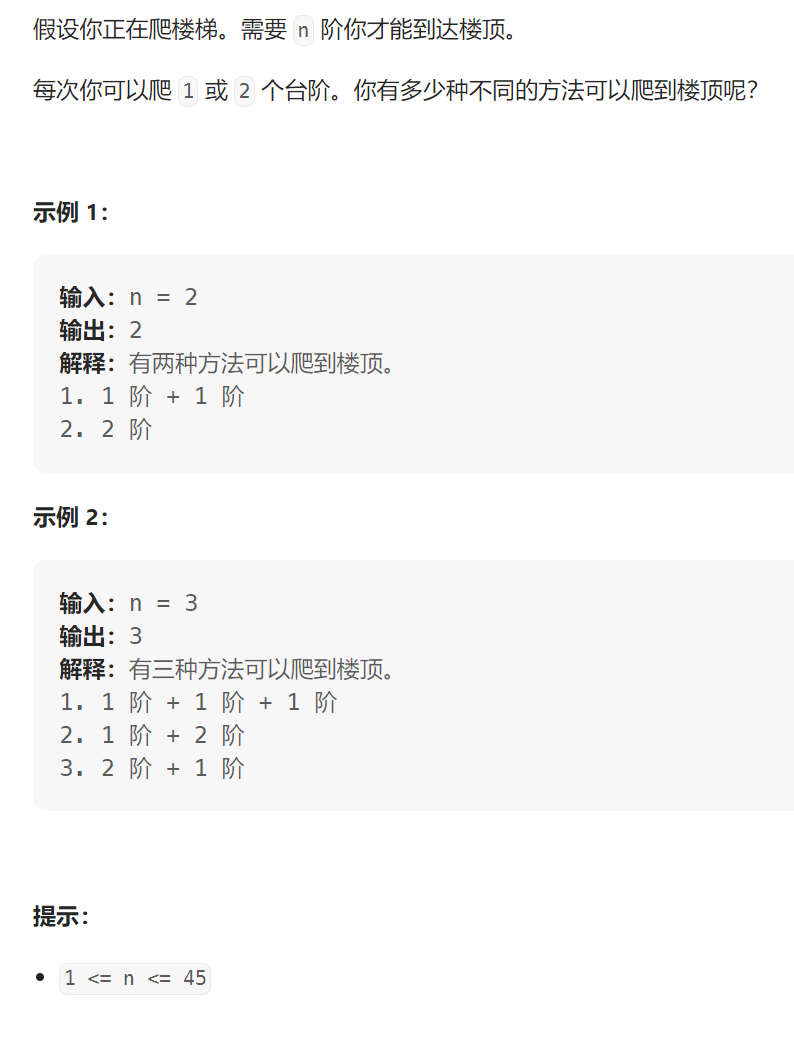 假设你正在爬楼梯。需要 n 阶你才能到达楼顶。
每次你可以爬 1 或 2 个台阶。你有多少种不同的方法可以爬到楼顶呢？
示例 1：
输入：n = 2
输出：2
解释：有两种方法可以爬到楼顶。
1. 1 阶 + 1 阶
2. 2 阶
示例 2：
输入：n = 3
输出：3
解释：有三种方法可以爬到楼顶。
1. 1 阶 + 1 阶 + 1 阶
2. 1 阶 + 2 阶
3. 2 阶 + 1 阶
提示：
• 1 <= n <= 45